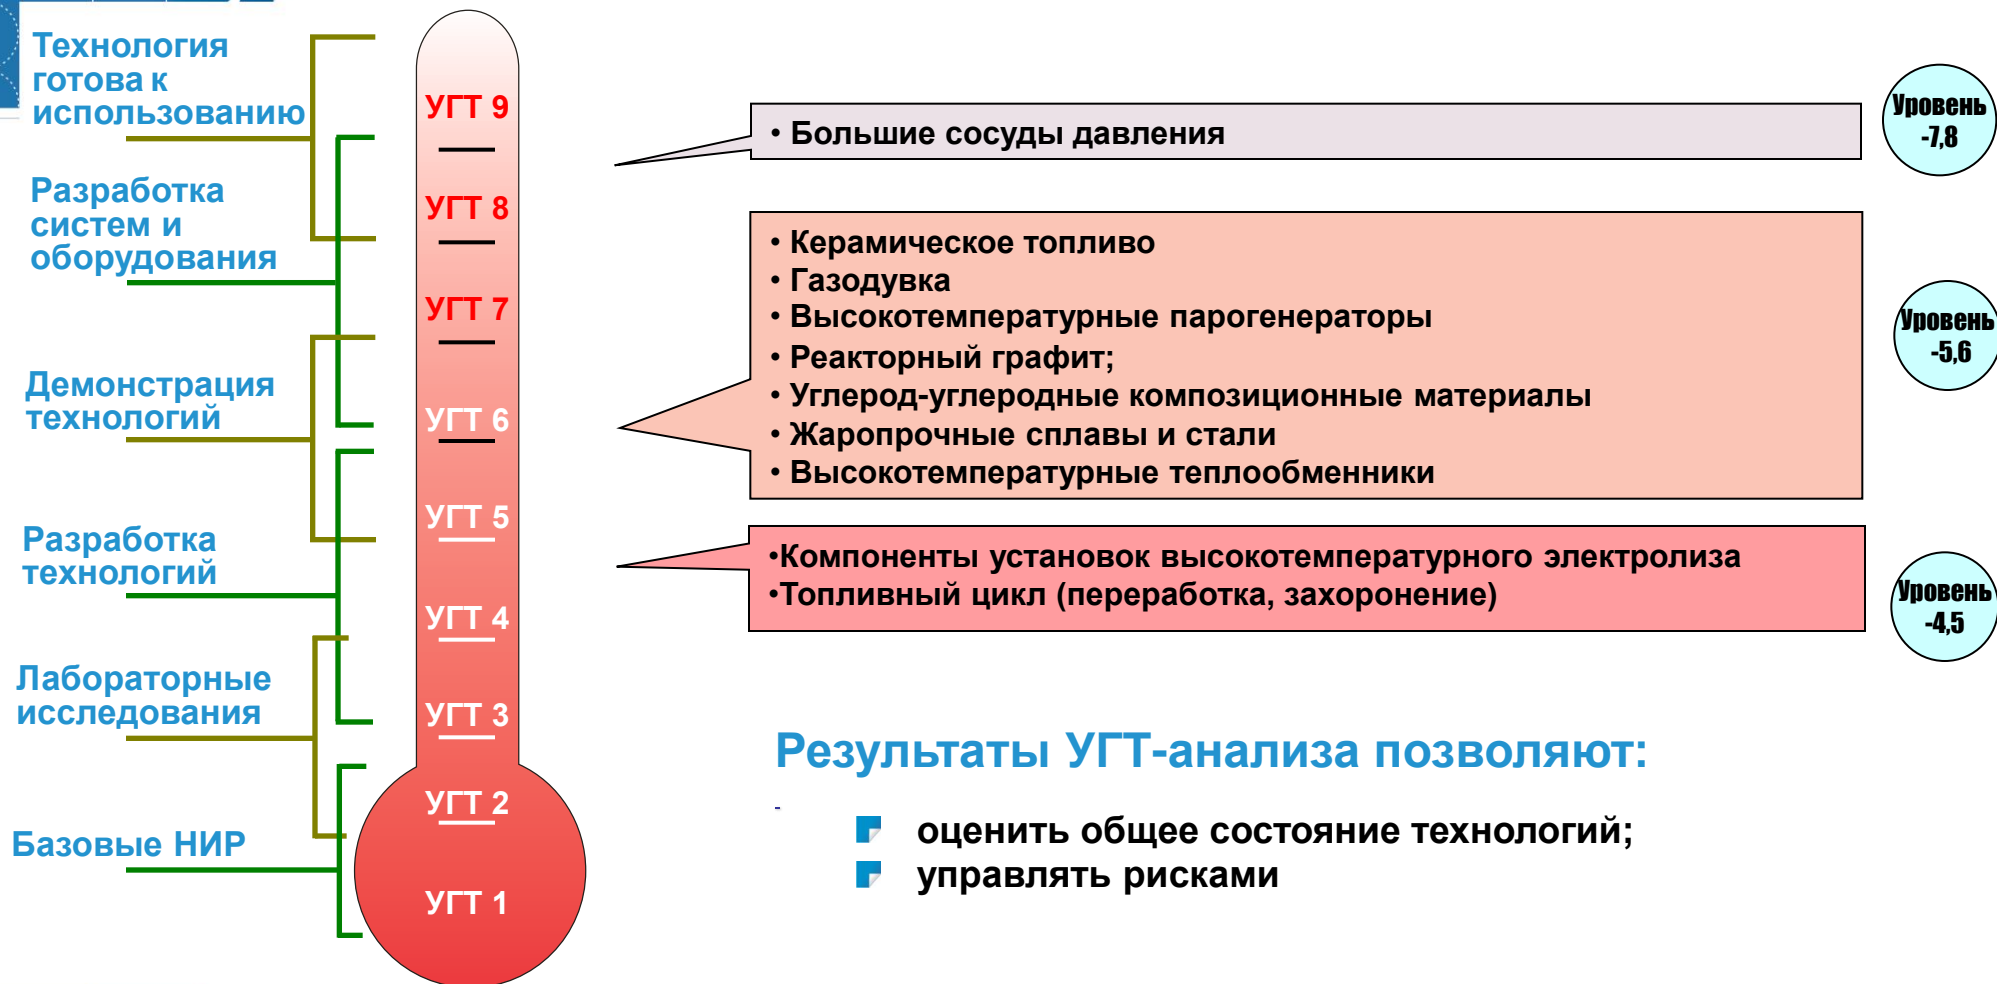 Технология
готова к
использованию
Разработка
систем и
оборудования
Демонстрация
технологий
Разработка
технологий
Лабораторные
исследования
Базовые НИР
УГТ 9
УГТ 8
УГТ 7
УГТ 6
УГТ 5
УГТ 4
УГТ 3
УГТ 2
УГТ 1
• Большие сосуды давления
Уровень
-7,8
• Керамическое топливо
• Газодувка
• Высокотемпературные парогенераторы
• Реакторный графит;
• Углерод-углеродные композиционные материалы
• Жаропрочные сплавы и стали
• Высокотемпературные теплообменники
Уровень
-5,6
•Компоненты установок высокотемпературного электролиза
•Топливный цикл (переработка, захоронение)
Уровень
-4,5
Результаты УГТ-анализа позволяют:
оценить общее состояние технологий;
управлять рисками